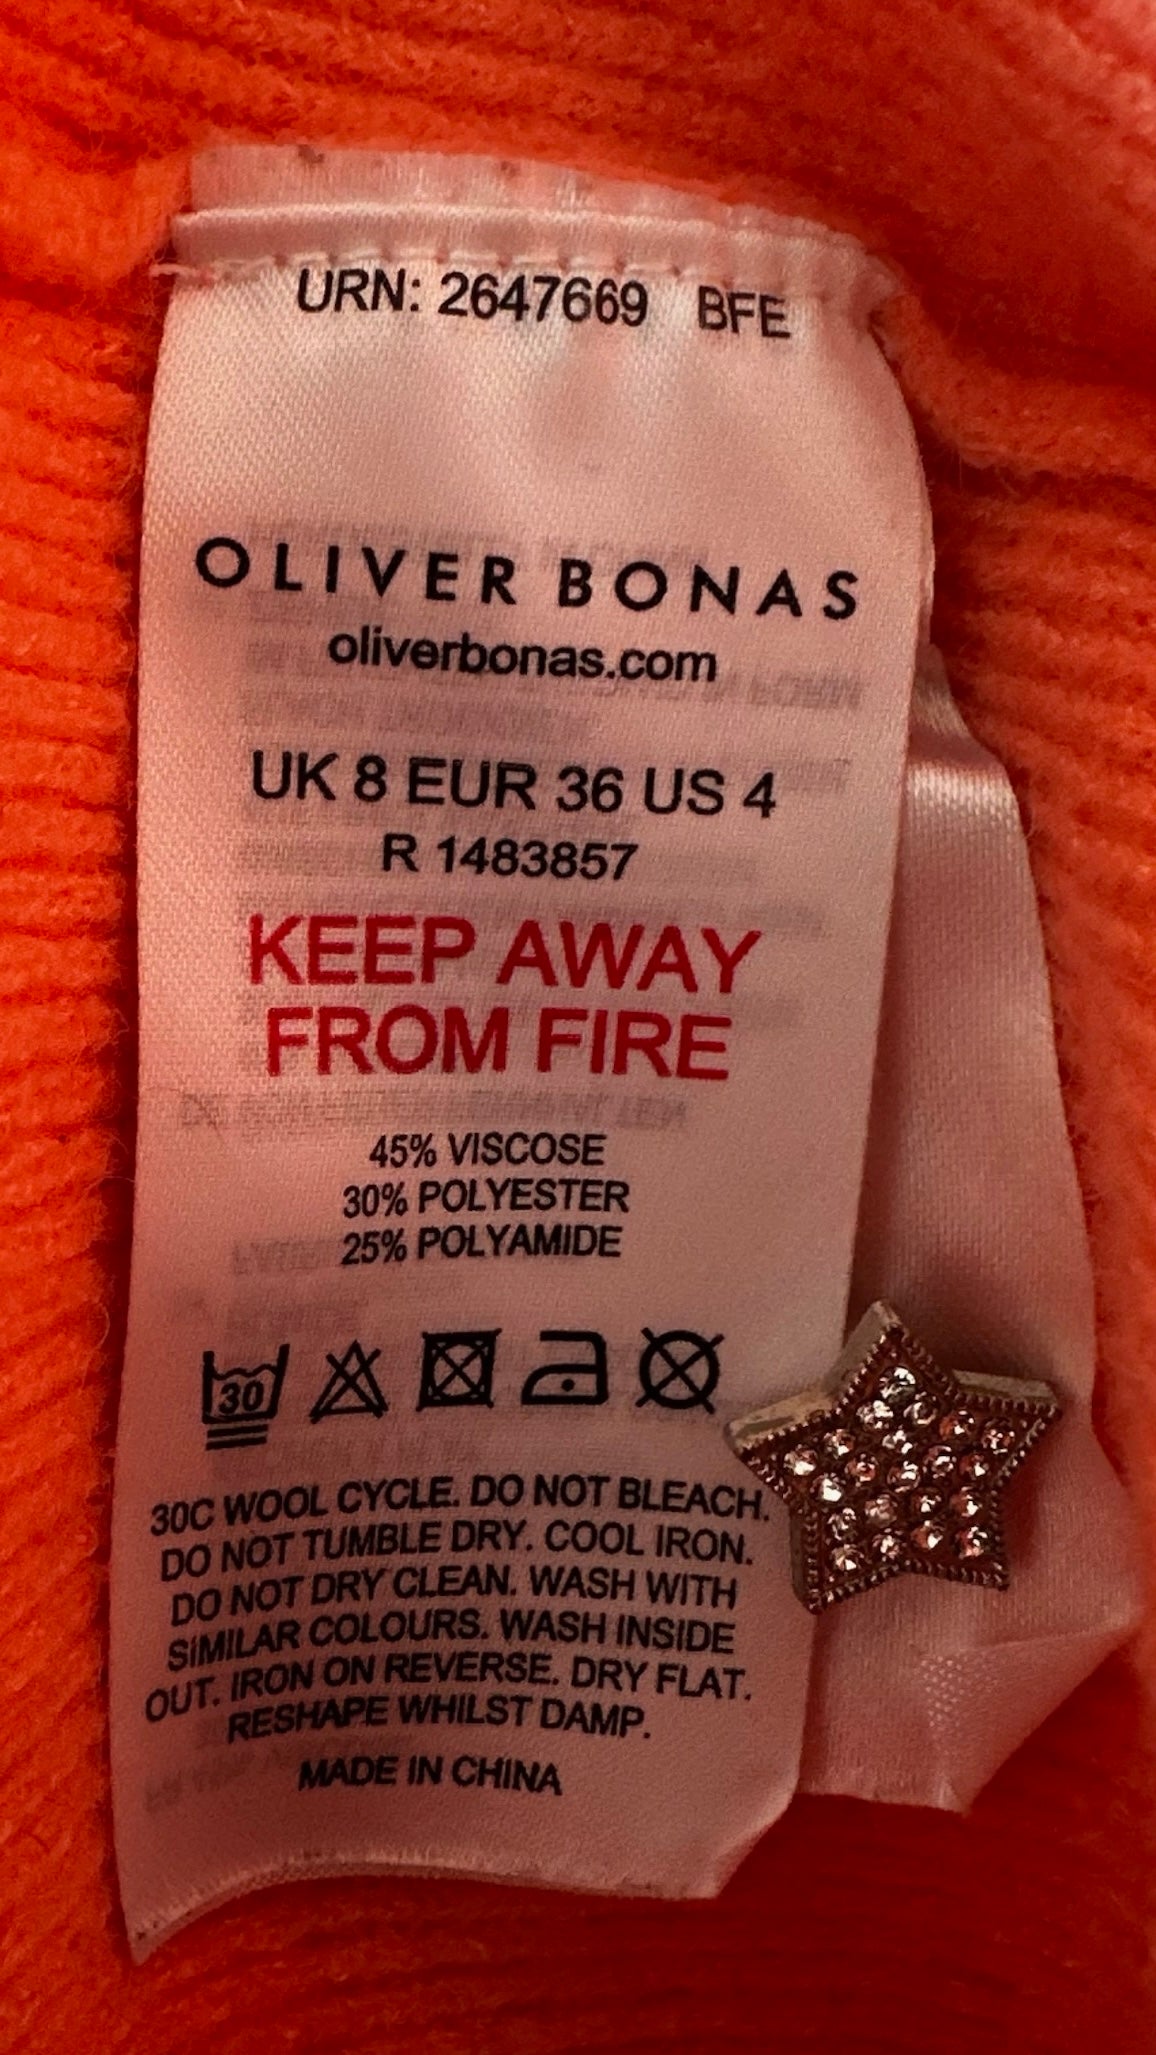 URN: 2647669 BFE
OLIVER BONAS
oliverbonas.com
UK 8 EUR 36 US 4
R 1483857
KEEP AWAY
FROM FIRE
45% VISCOSE
30% POLYESTER
25% POLYAMIDE
30
30C WOOL CYCLE. DO NOT BLEACH.
DO NOT TUMBLE DRY. COOL IRON.
DO NOT DRY CLEAN. WASH WITH
SIMILAR COLOURS. WASH INSIDE
OUT. IRON ON REVERSE. DRY FLAT.
RESHAPE WHILST DAMP.
MADE IN CHINA